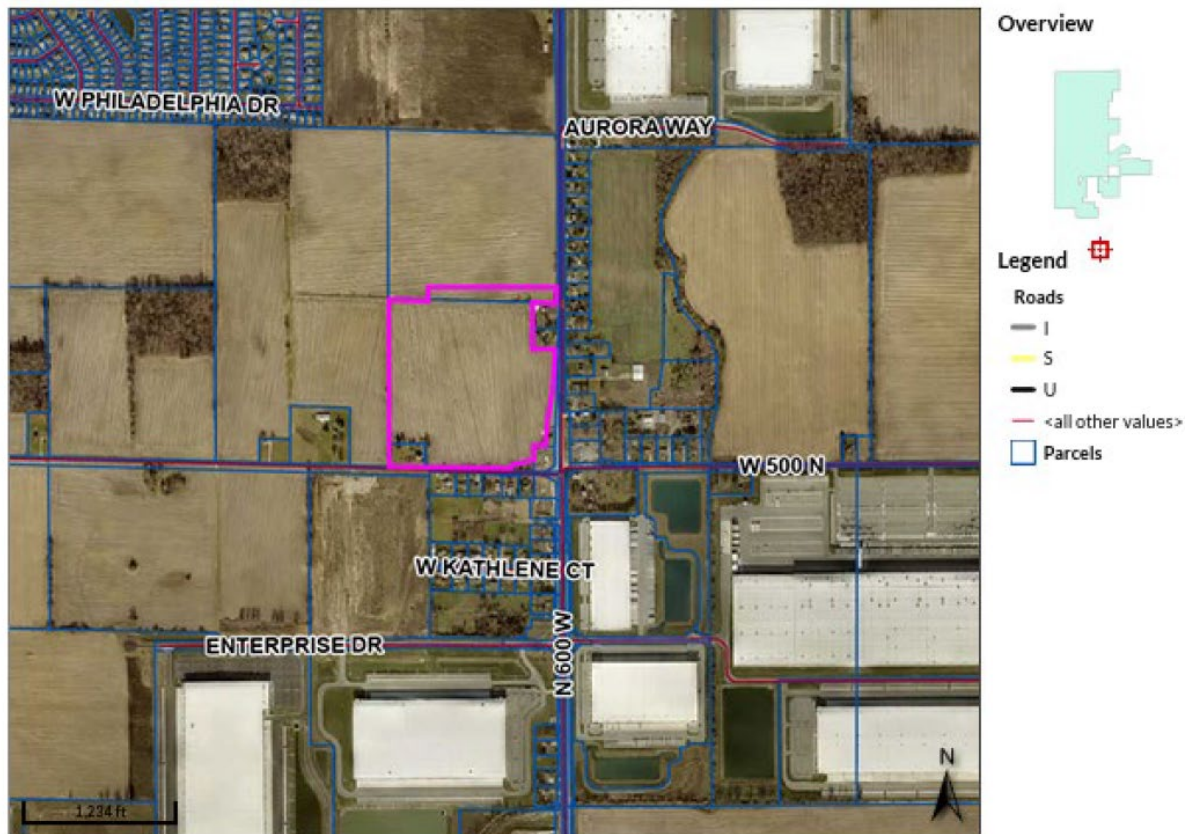 Overview
W PHILADELPHIA DR
AURORA WAY
Legend
Roads
I
S
U
<all other values>
Parcels
W 500 N
W KATHLENE CT
ENTERPRISE DR
N 600 W
N
1,234 ft